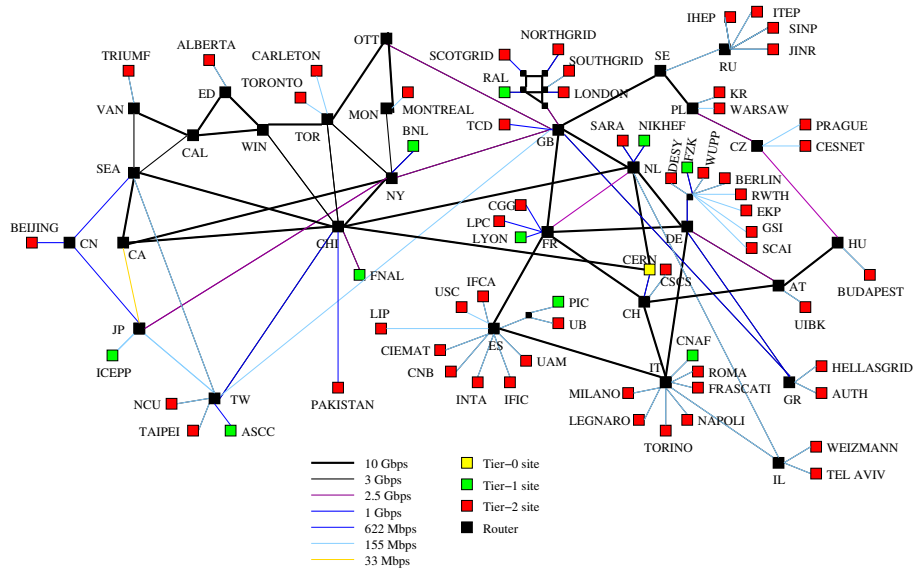 IHEP
ITEP
SINP
JINR
RU
OTT
NORTHGRID
SCOTGRID
SOUTHGRID
RAL
LONDON
SE
ALBERTA
TRIUMF
CARLETON
TORONTO
ED
VAN
CAL
WIN
TOR
MON
MONTREAL
BNL
TCD
GB
KR
PL
WARSAW
PRAGUE
CZ
CESNET
SARA
NIKHEF
NL
DESY
FZK
WUPP
BERLIN
RWTH
EKP
GSI
SCAI
SEA
NY
BEIJING
CN
CA
CHI
CGG
LPC
LYON
FR
DE
HU
CERN
CSCS
FNAL
CH
AT
BUDAPEST
UIBK
IFCA
USC
PIC
UB
LIP
JP
ES
ICEPP
CIEMAT
CNB
INTA
IFIC
UAM
CNAF
IT
ROMA
FRASCATI
MILANO
LEGNARO
NAPOLI
TORINO
HELLASGRID
GR
AUTH
NCU
TW
TAIPEI
ASCC
PAKISTAN
WEIZMANN
IL
TEL AVIV
10 Gbps
3 Gbps
2.5 Gbps
1 Gbps
622 Mbps
155 Mbps
33 Mbps
Tier-0 site
Tier-1 site
Tier-2 site
Router